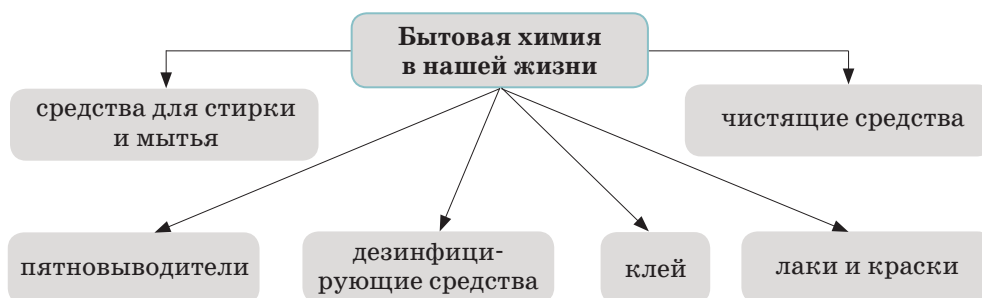 Бытовая химия
в нашей жизни
средства для стирки
и мытья
чистящие средства
пятновыводители
дезинфици-
рующие средства
клей
лаки и краски